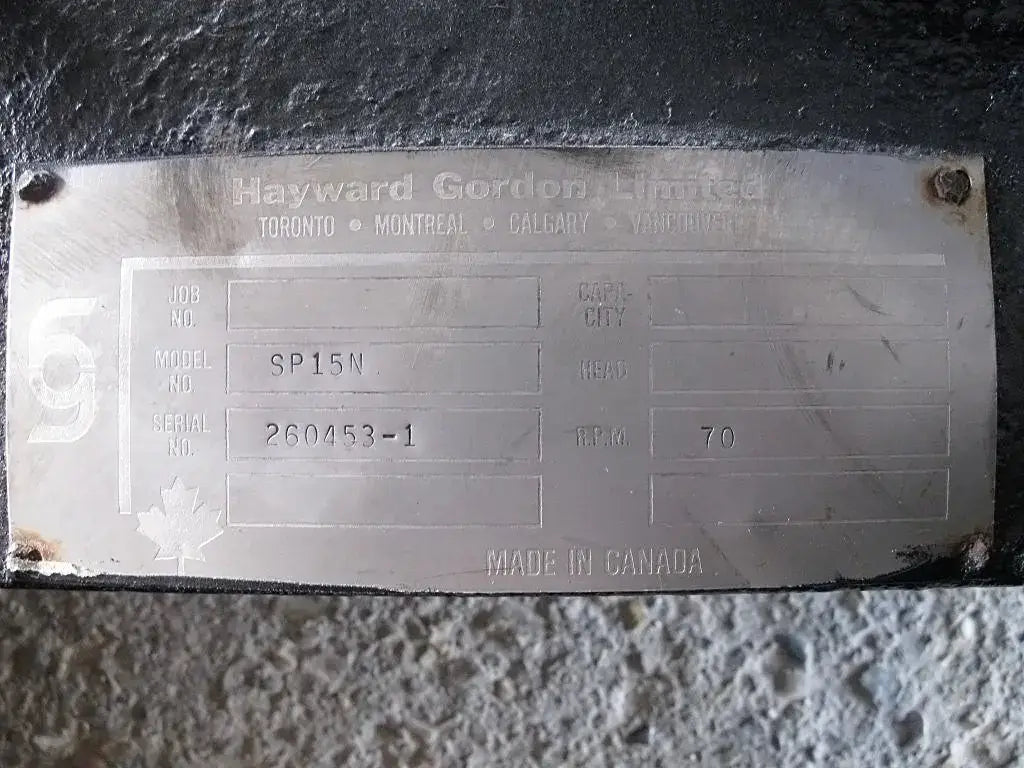 Hayward Gordon Limited
TORONTO • MONTREAL • CALGARY • VANCOUVER
JOB NO.
CAPA-CITY
MODEL NO. SP15N
HEAD
SERIAL NO. 260453-1
R.P.M. 70
MADE IN CANADA